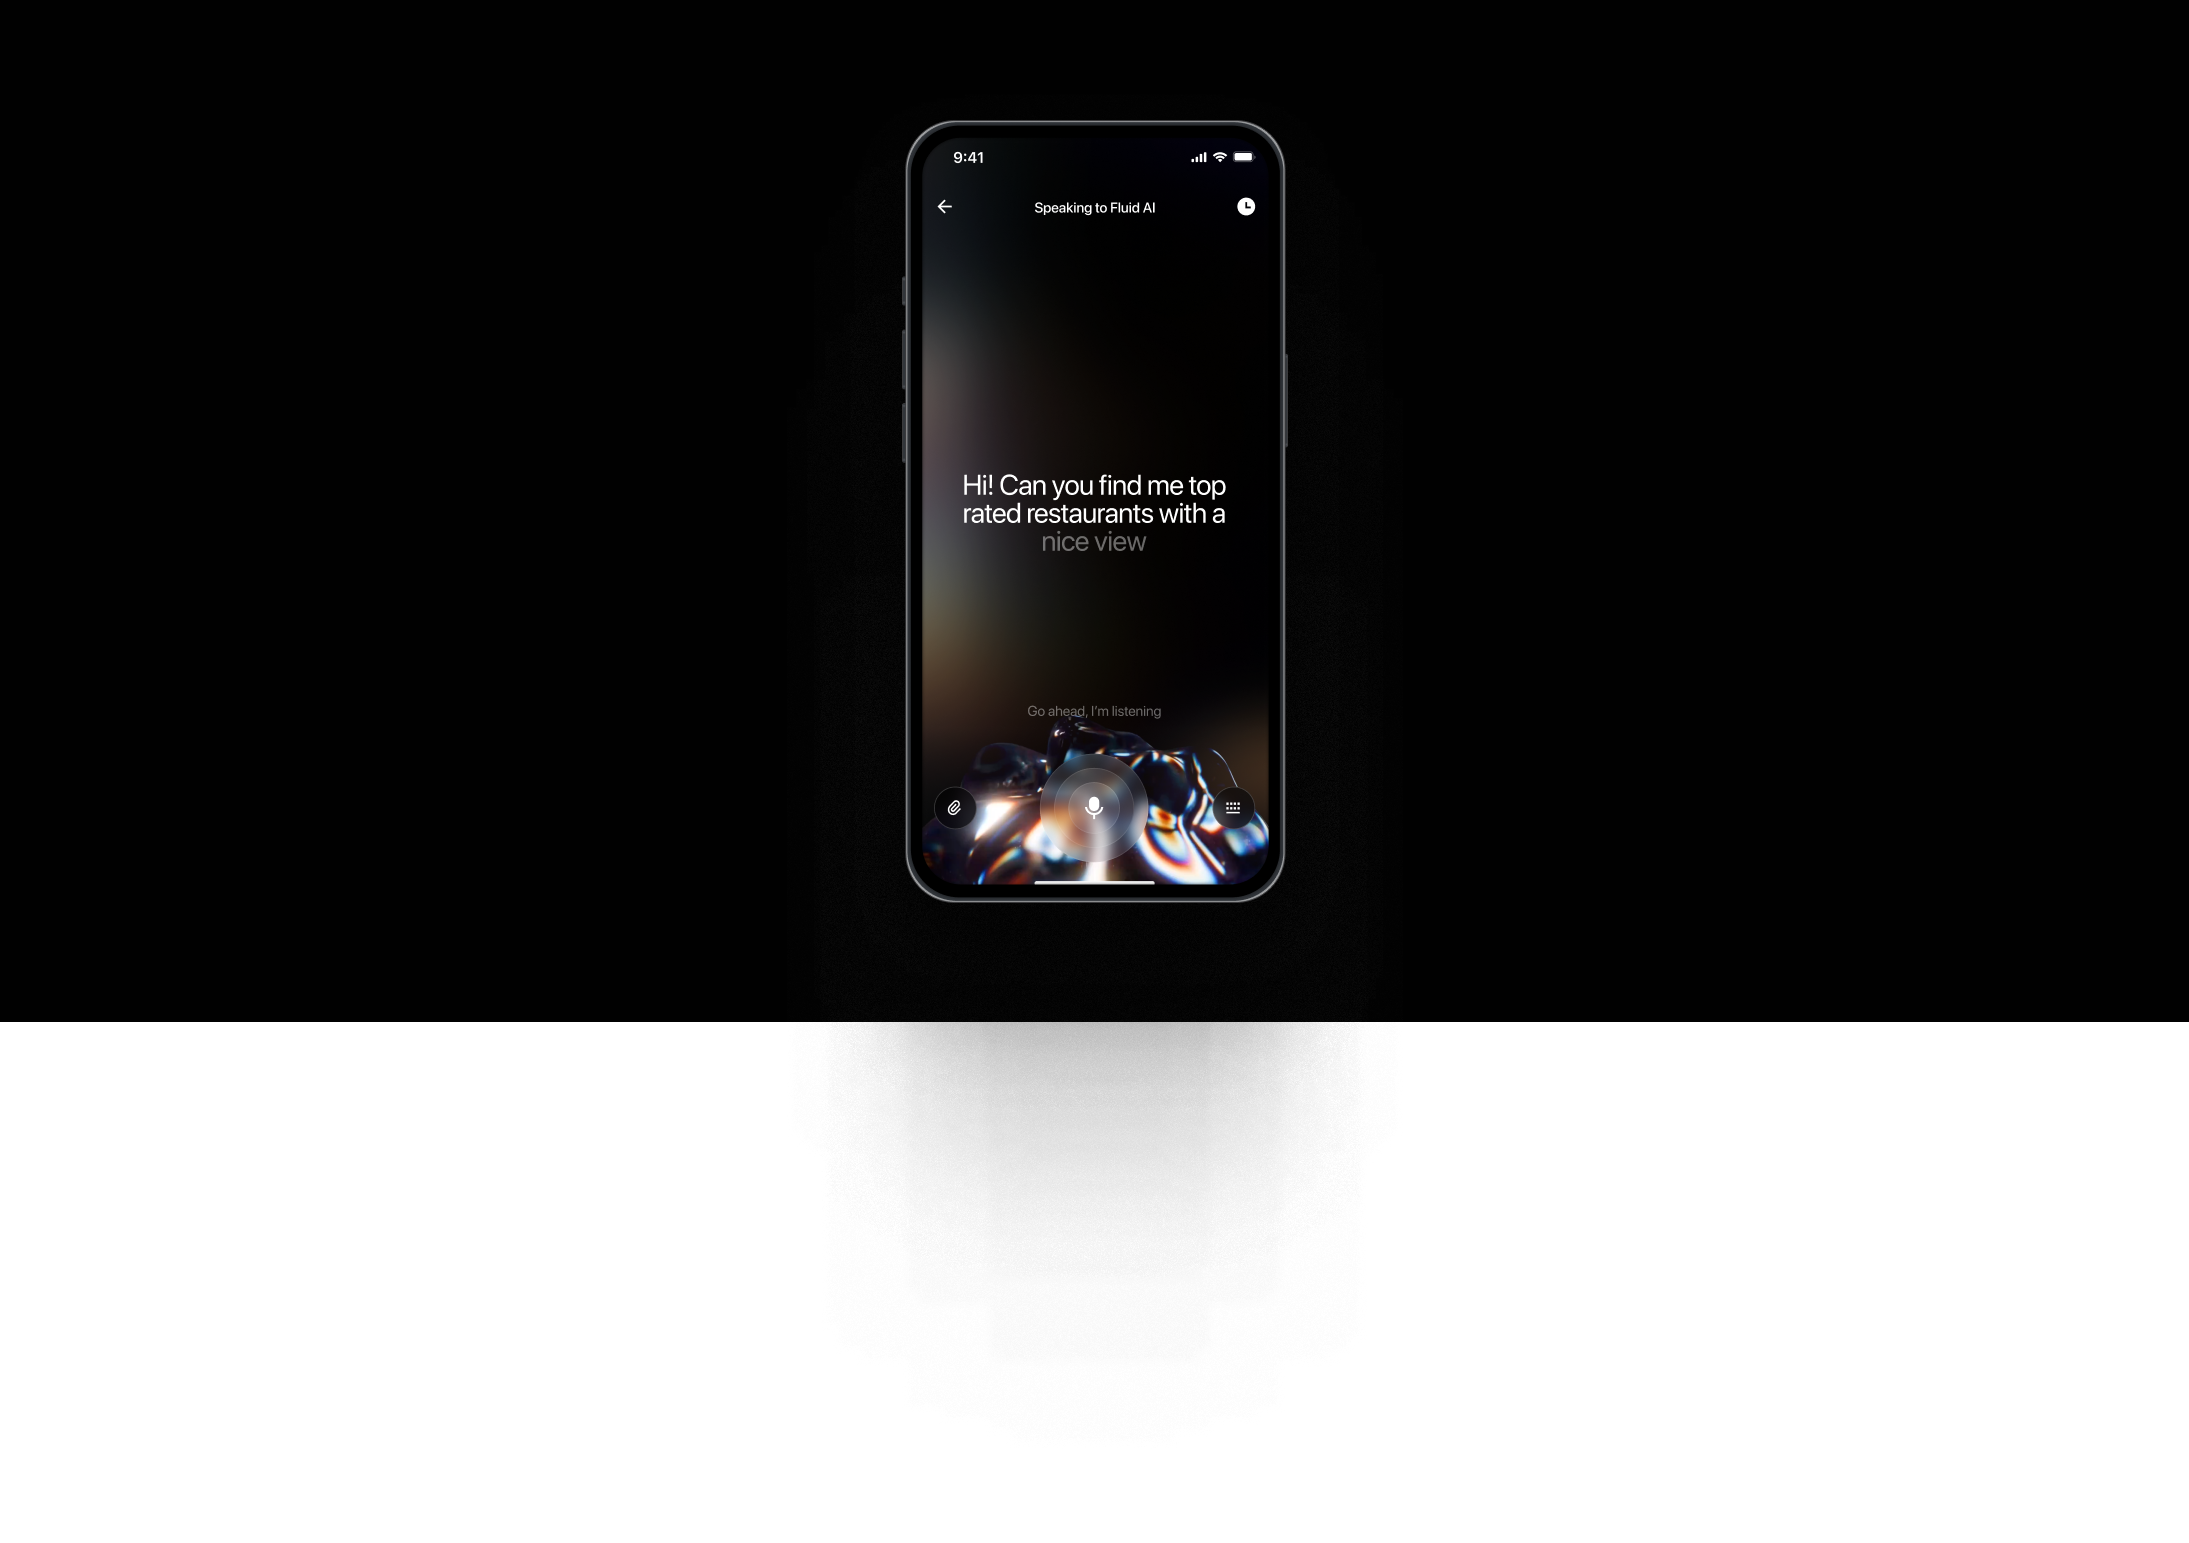 9:41
Speaking to Fluid AI
Hi! Can you find me top
rated restaurants with a
nice view
Go ahead, I’m listening